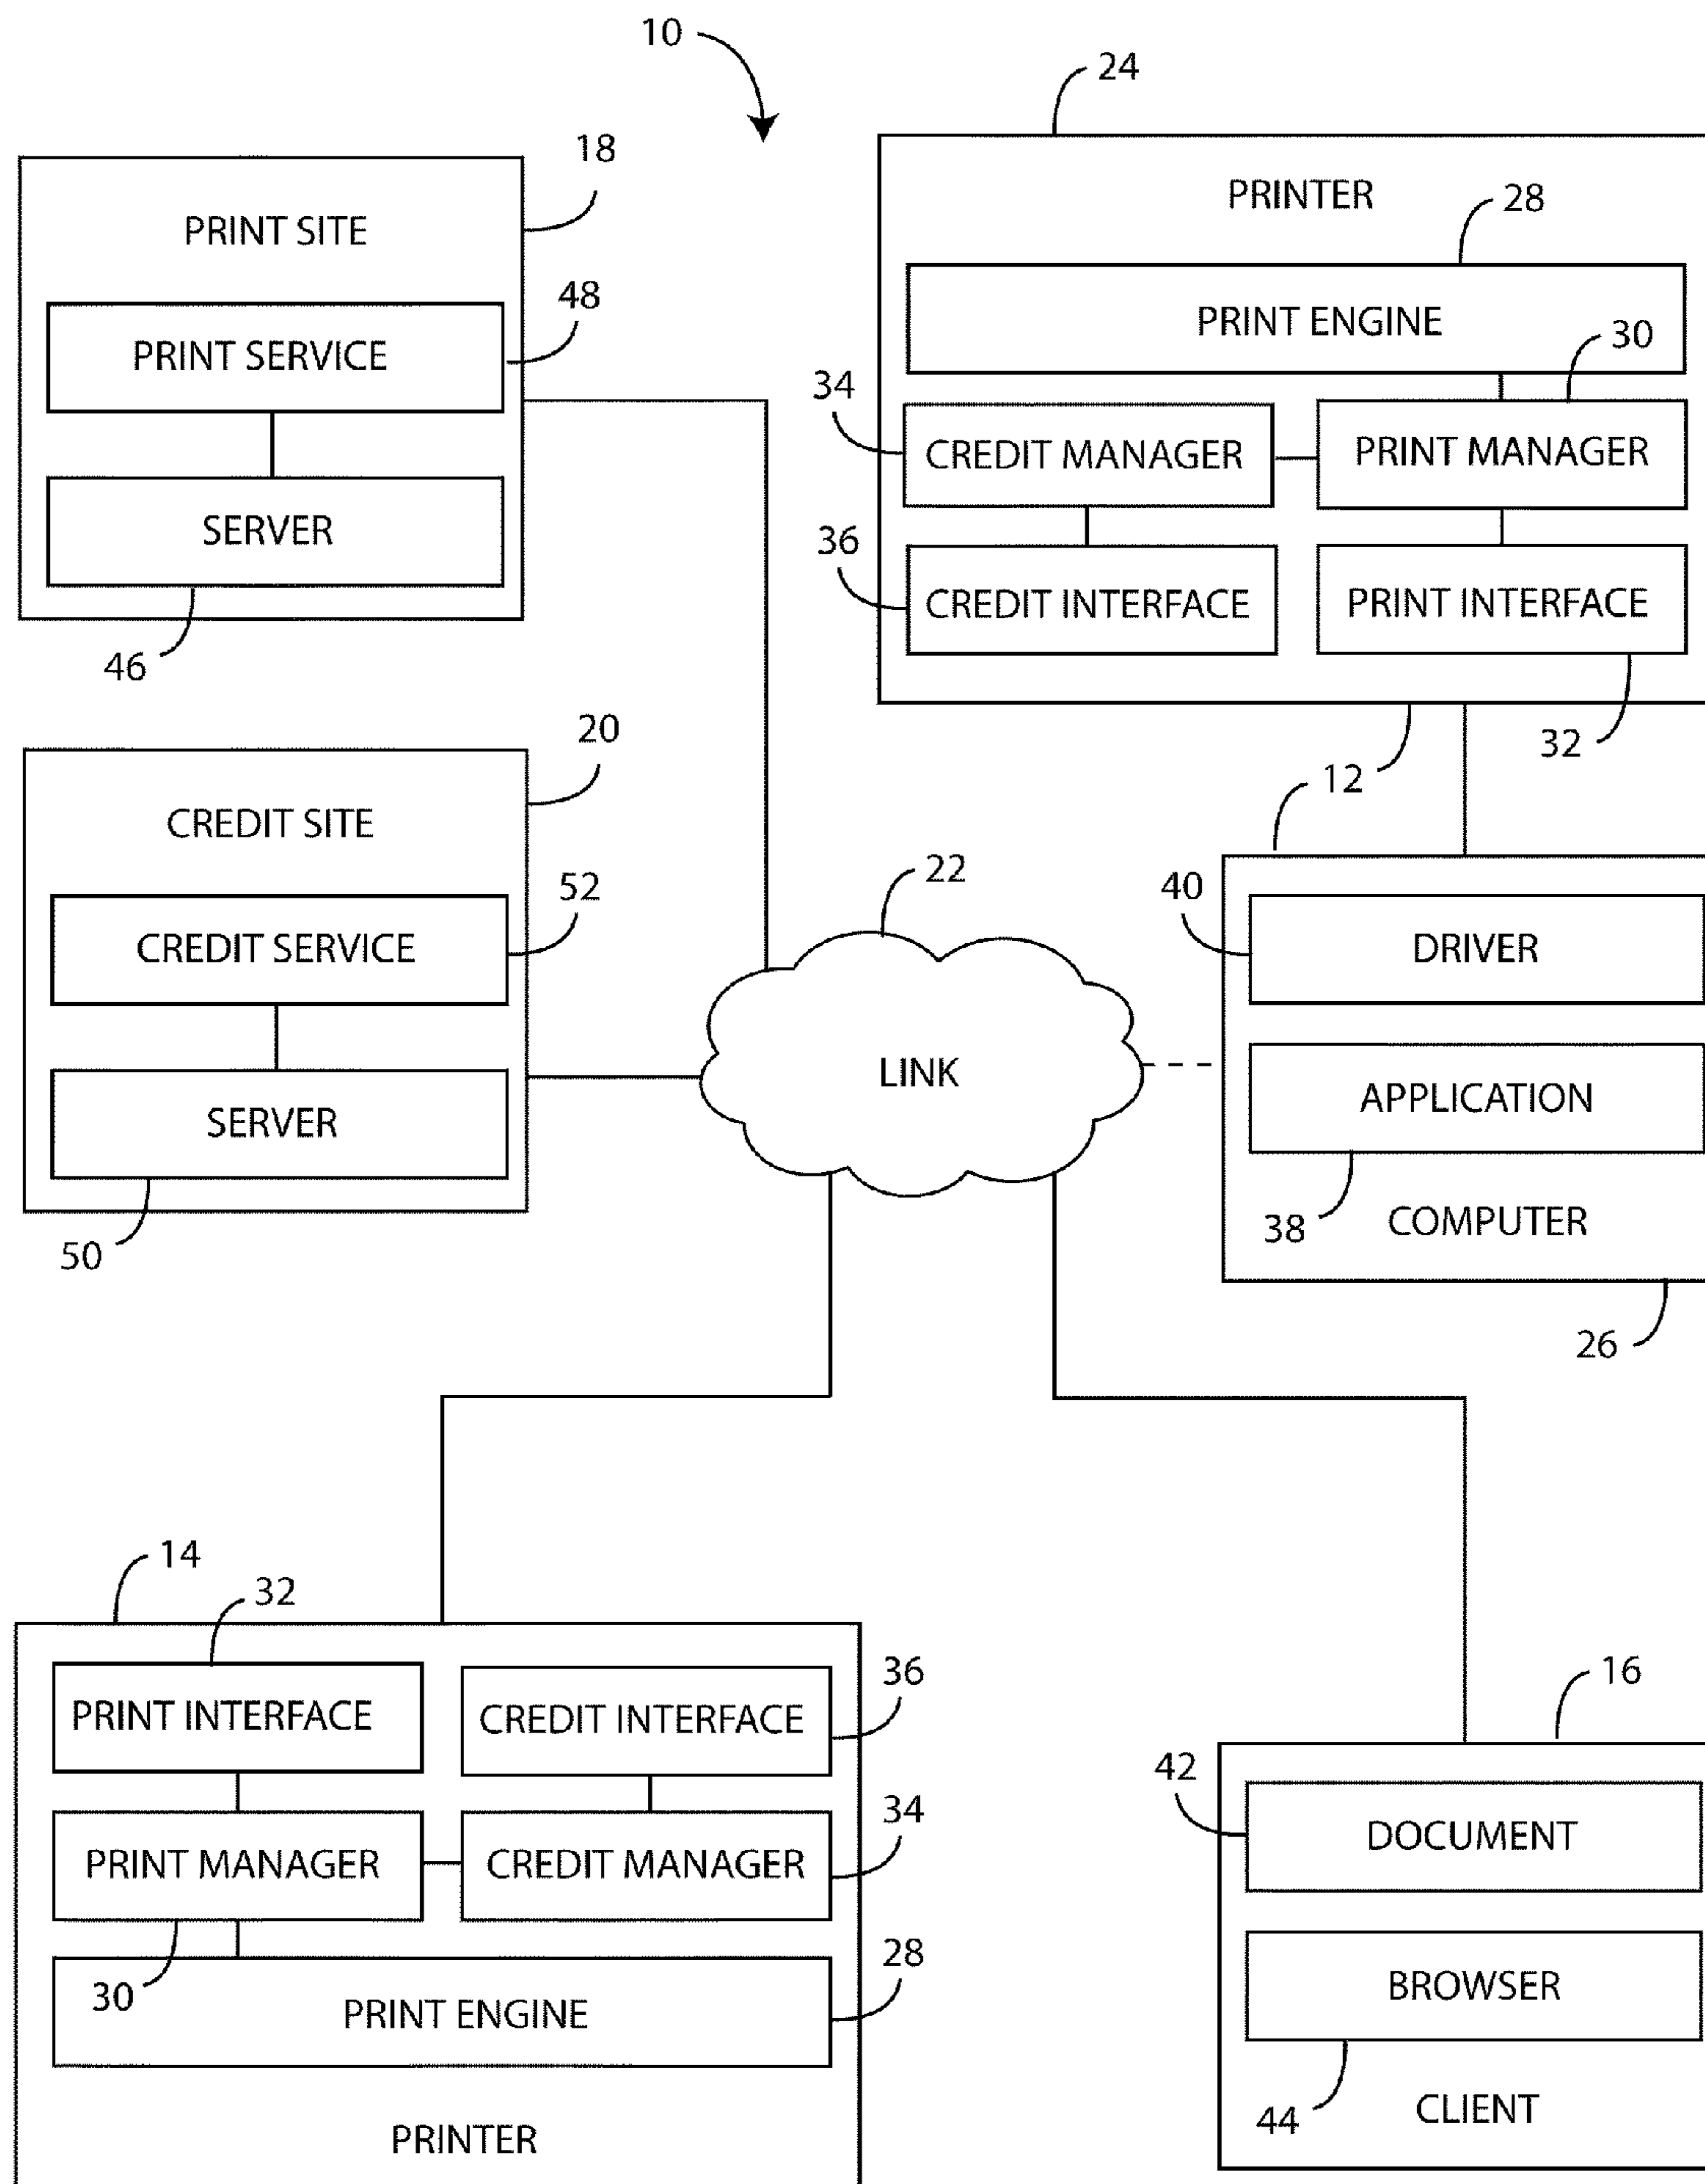 10
24
18
PRINT SITE
PRINT SERVICE
48
SERVER
46
PRINTER
28
PRINT ENGINE
30
34
CREDIT MANAGER
PRINT MANAGER
36
CREDIT INTERFACE
PRINT INTERFACE
32
12
20
CREDIT SITE
CREDIT SERVICE
52
SERVER
50
22
LINK
40
DRIVER
APPLICATION
38
COMPUTER
26
14
32
PRINT INTERFACE
CREDIT INTERFACE
36
PRINT MANAGER
CREDIT MANAGER
34
30
PRINT ENGINE
28
PRINTER
16
42
DOCUMENT
BROWSER
44
CLIENT